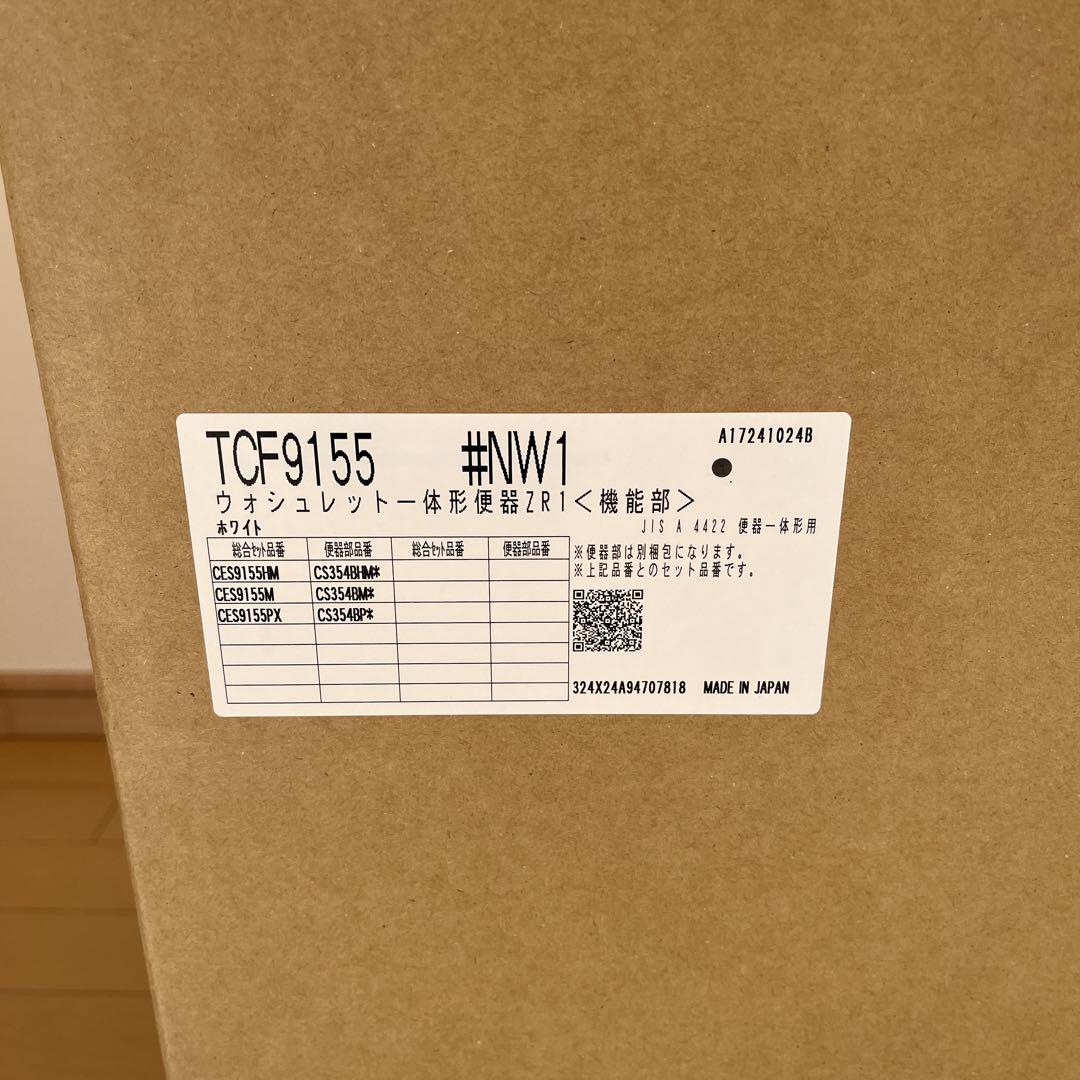 TCF9155 #NW1
A17241024B
ウォシュレット一体形便器ZR1<機能部>
ホワイト
JIS A 4422 便器一体形用
総合セット品番 便器部品番 総合セット品番 便器部品番
CES9155HM CS354BHM*
CES9155M CS354BM*
CES9155PX CS354BP*
※便器部は別梱包になります。
※上記品番とのセット品番です。
324X24A94707818 MADE IN JAPAN